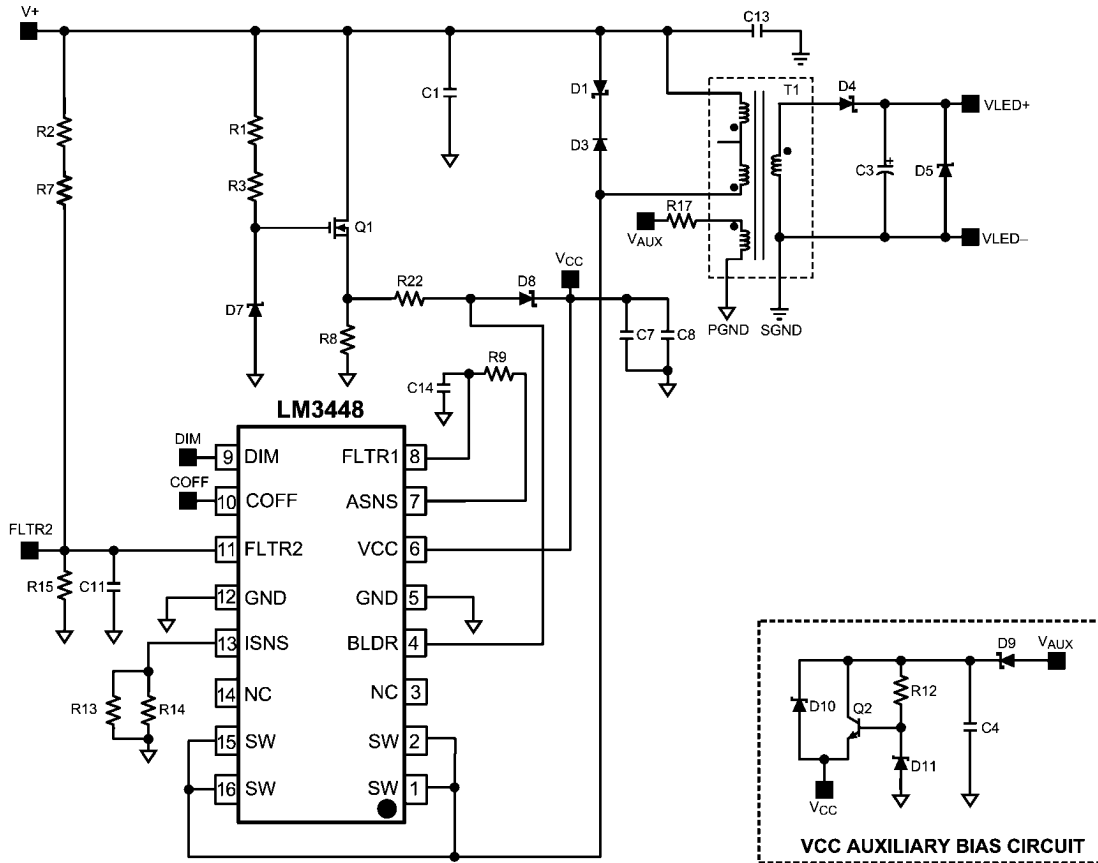 V+
C13
T1
D1
D4
VLED+
C1
R2
R1
D3
R7
R3
C3
+
D5
Q1
R17
VAUX
VLED–
VCC
R22
D8
D7
R8
C7
C8
PGND
SGND
R9
C14
LM3448
DIM
9
DIM
FLTR1
8
COFF
10
COFF
ASNS
7
FLTR2
11
FLTR2
VCC
6
R15
C11
12
GND
GND
5
13
ISNS
BLDR
4
D9
VAUX
14
NC
NC
3
R13
R14
R12
D10
Q2
C4
15
SW
SW
2
D11
16
SW
SW
1
VCC
VCC AUXILIARY BIAS CIRCUIT